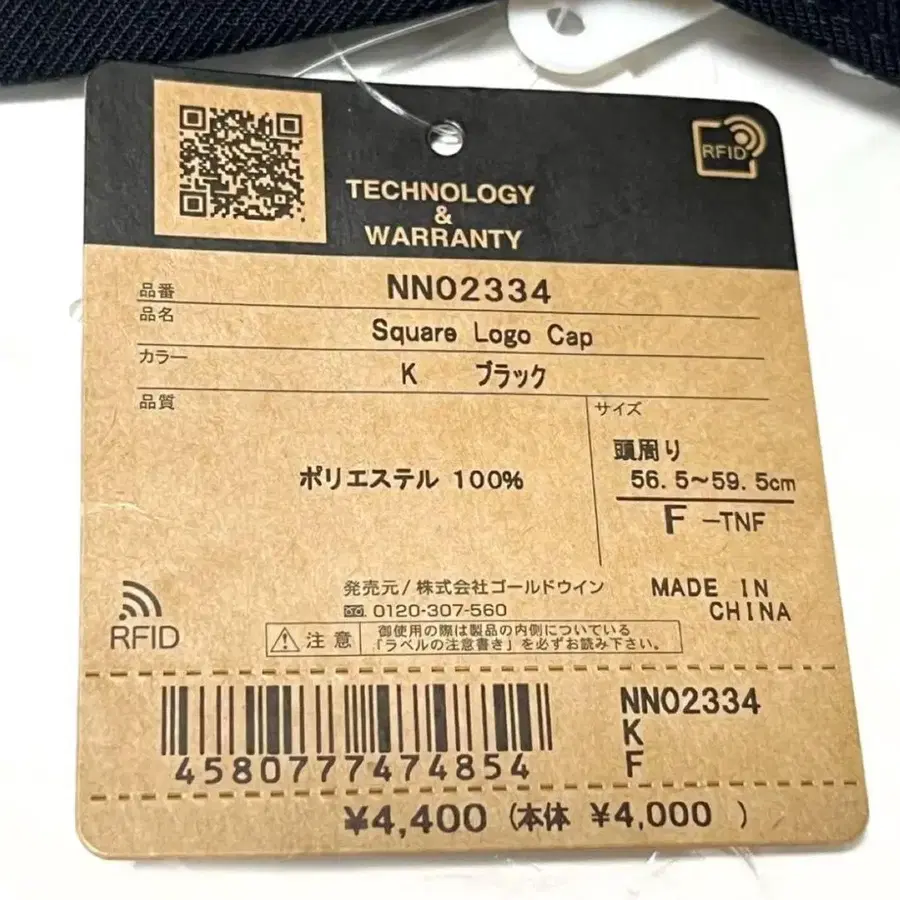 RFID
TECHNOLOGY
&
WARRANTY
品番 NN02334
品名 Square Logo Cap
カラー K ブラック
品質
ポリエステル 100%
サイズ
頭周り
56.5~59.5cm
F -TNF
発売元/株式会社ゴールドウイン
0120-307-560
MADE IN
CHINA
RFID
注意
御使用の際は製品の内側についている
「ラベルの注意書き」を必ずお読み下さい。
4580777474854
NN02334
K
F
¥4,400 (本体 ¥4,000 )